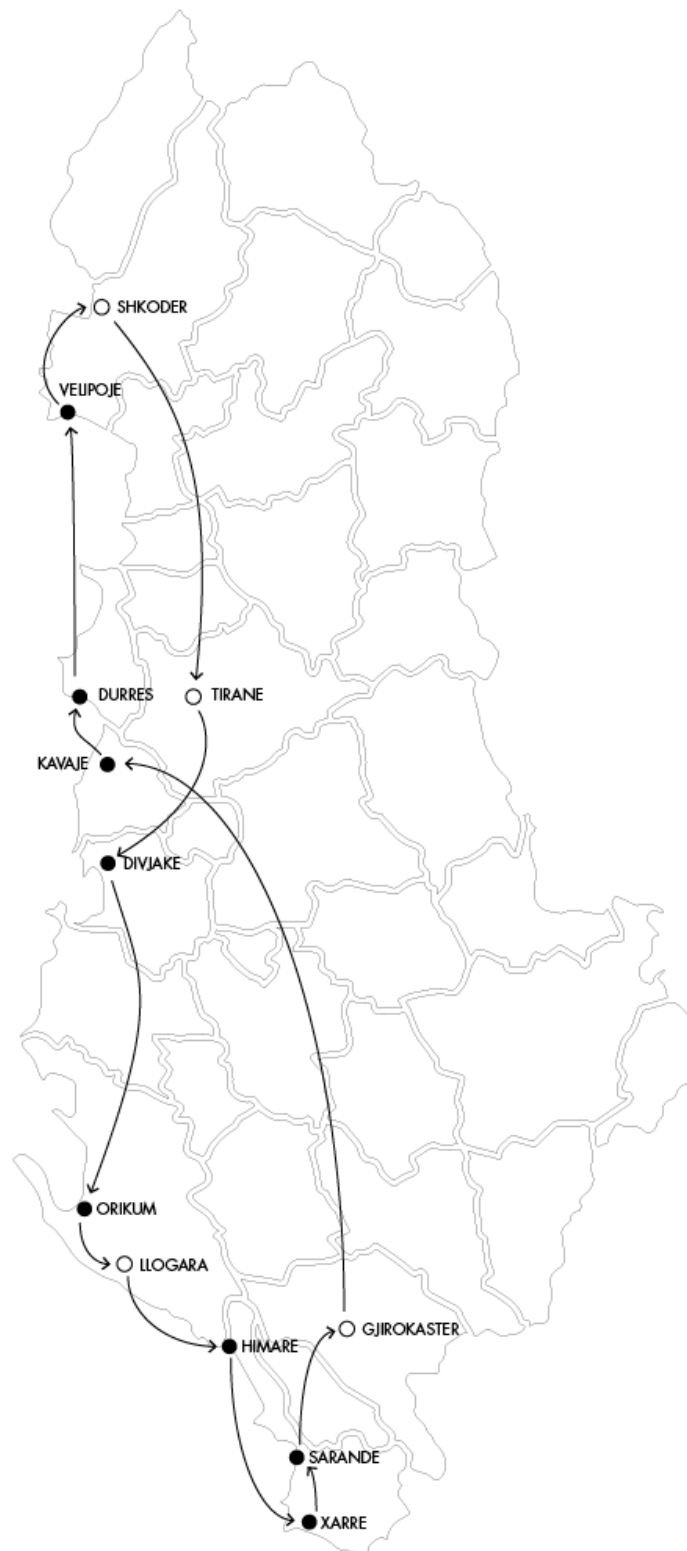 SHKODER
VELIPOJE
DURRES
TIRANE
KAVAJE
DIVJAKE
ORIKUM
LLOGARA
GJIROKASTER
HIMARE
SARANDE
XARRE